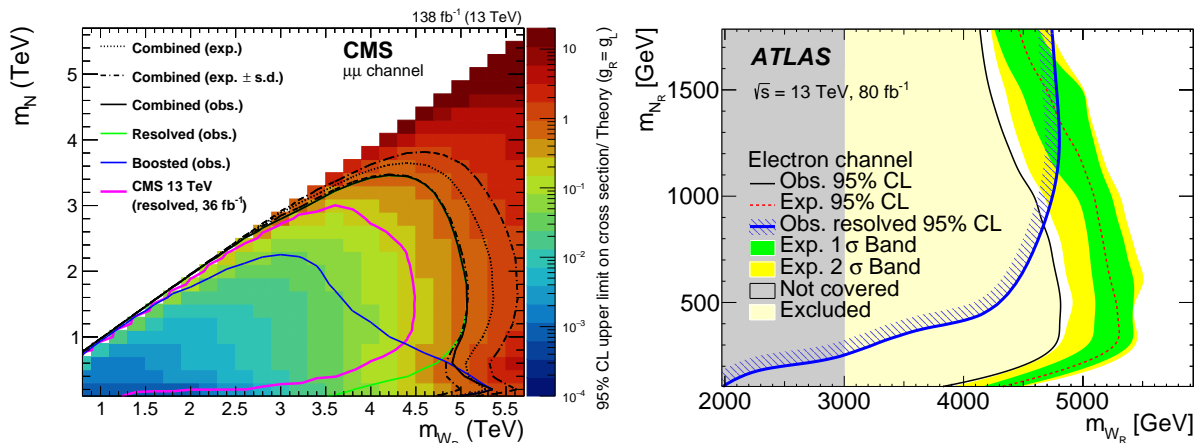 138 fb⁻¹ (13 TeV)
CMS
μμ channel
Combined (exp.)
Combined (exp. ± s.d.)
Combined (obs.)
Resolved (obs.)
Boosted (obs.)
CMS 13 TeV
(resolved, 36 fb⁻¹)
m_N (TeV)
5
4
3
2
1
1 1.5 2 2.5 3 3.5 4 4.5 5 5.5
(TeV)
10
1
10⁻¹
10⁻²
10⁻³
10⁻⁴
95% CL upper limit on cross section/ Theory (g_R = g_L)
ATLAS
√s = 13 TeV, 80 fb⁻¹
Electron channel
Obs. 95% CL
Exp. 95% CL
Obs. resolved 95% CL
Exp. 1 σ Band
Exp. 2 σ Band
Not covered
Excluded
m_N_R [GeV]
1500
1000
500
2000 3000 4000 5000
m_W_R [GeV]